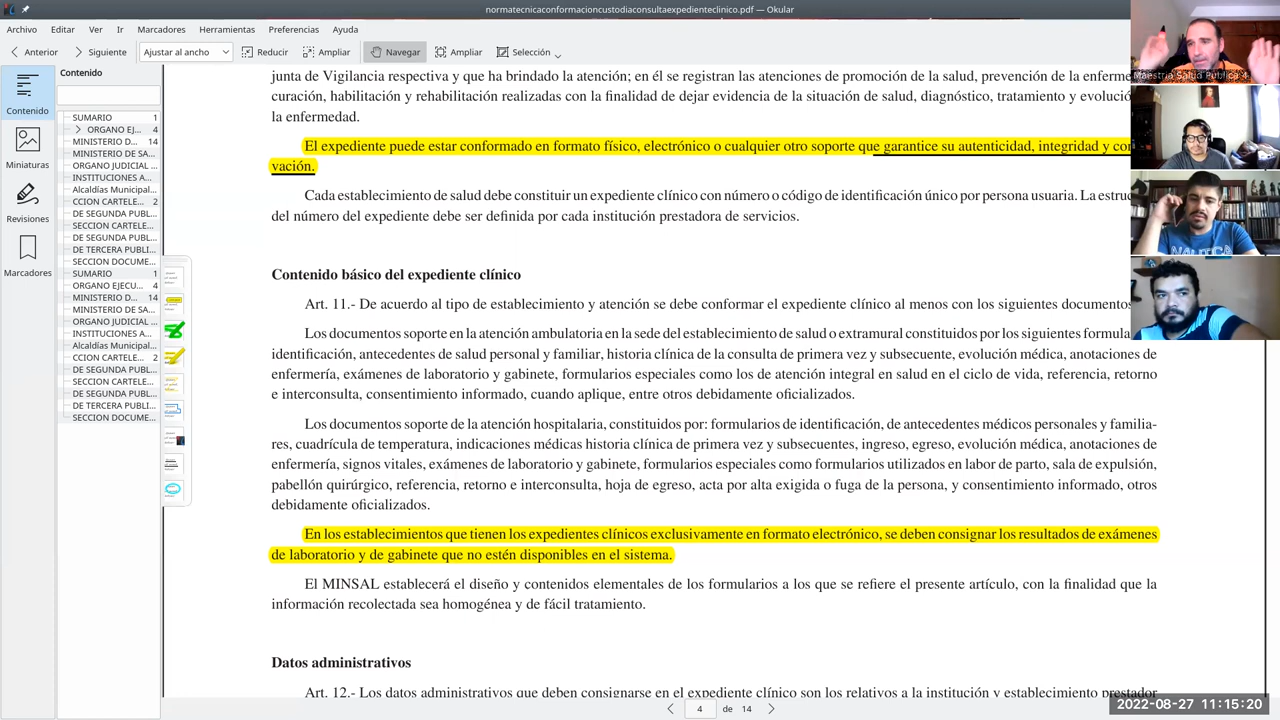 normatecnicaconformacioncustodiaconsultaexpedienteclinico.pdf — Okular
Archivo Editar Ver Ir Marcadores Herramientas Preferencias Ayuda
Anterior Siguiente Ajustar al ancho Reducir Ampliar Navegar Ampliar Selección
Maestría Salud Pública 4
Contenido
Miniaturas
Revisiones
Marcadores
Contenido
SUMARIO 1
ORGANO EJ... 4
MINISTERIO D... 14
MINISTERIO DE SA...
ORGANO JUDICIAL ...
INSTITUCIONES A...
Alcaldías Municipal...
CCION CARTELE... 2
DE SEGUNDA PUBL...
SECCION CARTELE...
DE SEGUNDA PUBL...
DE TERCERA PUBLI...
SECCION DOCUME...
SUMARIO 1
ORGANO EJECU... 4
MINISTERIO D... 14
MINISTERIO DE SA...
ORGANO JUDICIAL ...
INSTITUCIONES A...
Alcaldías Municipal...
CCION CARTELE... 2
DE SEGUNDA PUBL...
SECCION CARTELE...
DE SEGUNDA PUBL...
DE TERCERA PUBLI...
SECCION DOCUME...
junta de Vigilancia respectiva y que ha brindado la atención; en él se registran las atenciones de promoción de la salud, prevención de la enferme
curación, habilitación y rehabilitación realizadas con la finalidad de dejar evidencia de la situación de salud, diagnóstico, tratamiento y evolució
la enfermedad.
El expediente puede estar conformado en formato físico, electrónico o cualquier otro soporte que garantice su autenticidad, integridad y con
vación.
Cada establecimiento de salud debe constituir un expediente clínico con número o código de identificación único por persona usuaria. La estruc
del número del expediente debe ser definida por cada institución prestadora de servicios.
Contenido básico del expediente clínico
Art. 11.- De acuerdo al tipo de establecimiento y atención se debe conformar el expediente clínico al menos con los siguientes documentos
Los documentos soporte en la atención ambulatoria en la sede del establecimiento de salud o extramural constituidos por los siguientes formula
identificación, antecedentes de salud personal y familiar, historia clínica de la consulta de primera vez y subsecuente, evolución médica, anotaciones de
enfermería, exámenes de laboratorio y gabinete, formularios especiales como los de atención integral en salud en el ciclo de vida, referencia, retorno
e interconsulta, consentimiento informado, cuando aplique, entre otros debidamente oficializados.
Los documentos soporte de la atención hospitalaria, constituidos por: formularios de identificación, de antecedentes médicos personales y familia-
res, cuadrícula de temperatura, indicaciones médicas historia clínica de primera vez y subsecuentes, ingreso, egreso, evolución médica, anotaciones de
enfermería, signos vitales, exámenes de laboratorio y gabinete, formularios especiales como formularios utilizados en labor de parto, sala de expulsión,
pabellón quirúrgico, referencia, retorno e interconsulta, hoja de egreso, acta por alta exigida o fuga de la persona, y consentimiento informado, otros
debidamente oficializados.
En los establecimientos que tienen los expedientes clínicos exclusivamente en formato electrónico, se deben consignar los resultados de exámenes
de laboratorio y de gabinete que no estén disponibles en el sistema.
El MINSAL establecerá el diseño y contenidos elementales de los formularios a los que se refiere el presente artículo, con la finalidad que la
información recolectada sea homogénea y de fácil tratamiento.
Datos administrativos
Art. 12.- Los datos administrativos que deben consignarse en el expediente clínico son los relativos a la institución y establecimiento prestador
4 de 14
2022-08-27 11:15:20